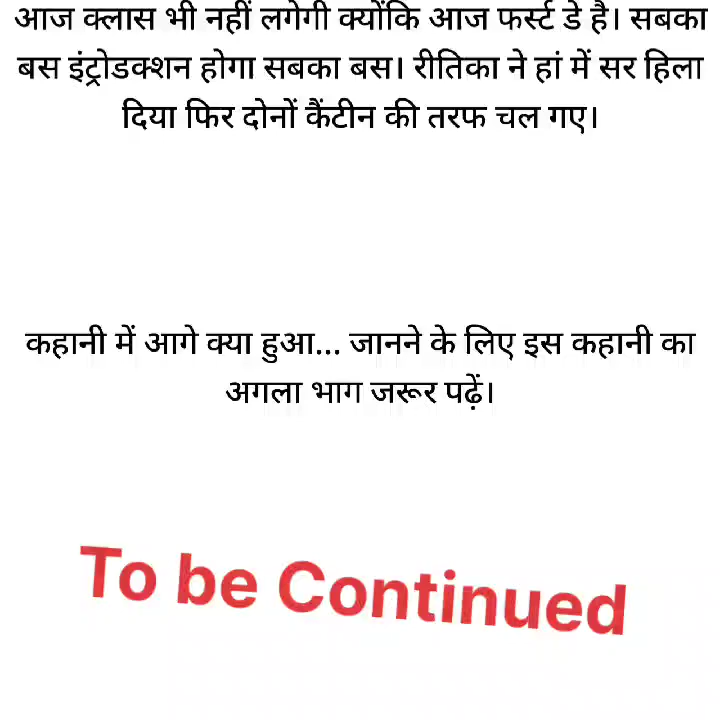 आज क्लास भी नहीं लगेगी क्योंकि आज फर्स्ट डे है। सबका
बस इंट्रोडक्शन होगा सबका बस। रीतिका ने हां में सर हिला
दिया फिर दोनों कैंटीन की तरफ चल गए।
कहानी में आगे क्या हुआ... जानने के लिए इस कहानी का
अगला भाग जरूर पढ़ें।
To be Continued